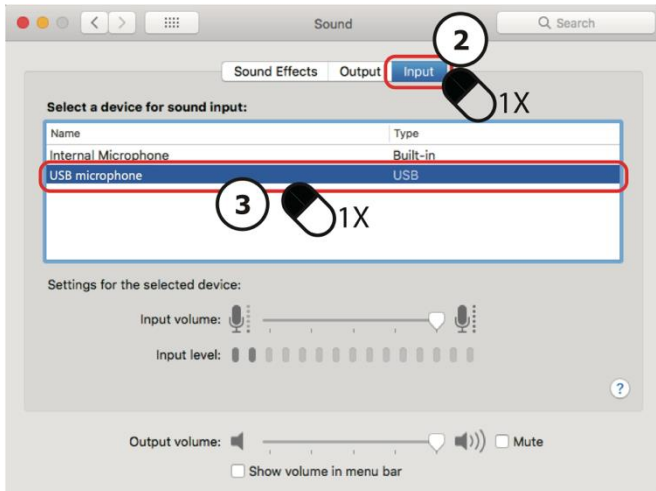 Sound
Search
2
Sound Effects Output Input
1X
Select a device for sound input:
Name Type
Internal Microphone Built-in
USB microphone USB
3
1X
Settings for the selected device:
Input volume:
Input level:
?
Output volume: Mute
Show volume in menu bar